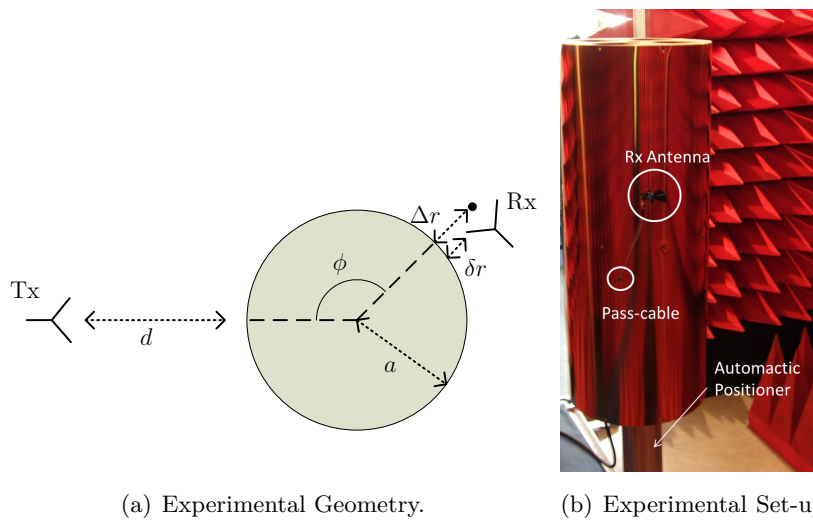 Tx
d
ϕ
a
Δr
δr
Rx
(a) Experimental Geometry.
Rx Antenna
Pass-cable
Automactic
Positioner
(b) Experimental Set-u